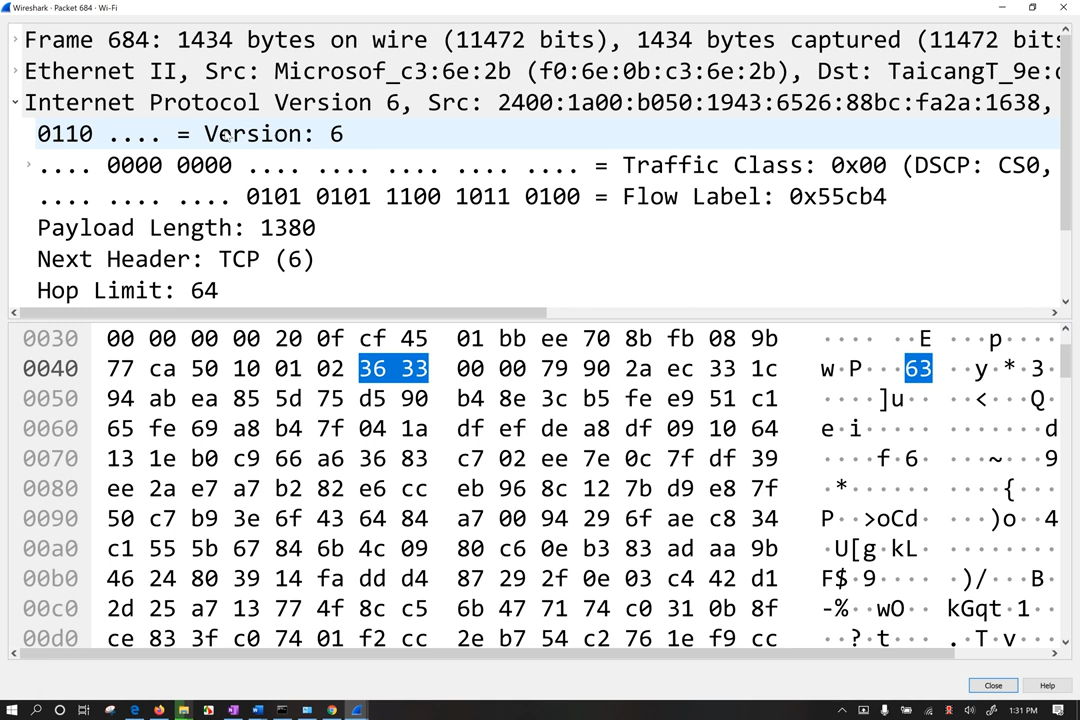 Wireshark · Packet 684 · Wi-Fi
Frame 684: 1434 bytes on wire (11472 bits), 1434 bytes captured (11472 bits
Ethernet II, Src: Microsof_c3:6e:2b (f0:6e:0b:c3:6e:2b), Dst: TaicangT_9e:c
Internet Protocol Version 6, Src: 2400:1a00:b050:1943:6526:88bc:fa2a:1638,
0110 .... = Version: 6
.... 0000 0000 .... .... .... .... .... = Traffic Class: 0x00 (DSCP: CS0,
.... .... .... 0101 0101 1100 1011 0100 = Flow Label: 0x55cb4
Payload Length: 1380
Next Header: TCP (6)
Hop Limit: 64
0030 00 00 00 00 20 0f cf 45 01 bb ee 70 8b fb 08 9b ···· ··E ···p····
0040 77 ca 50 10 01 02 36 33 00 00 79 90 2a ec 33 1c w·P···63 ··y·*·3·
0050 94 ab ea 85 5d 75 d5 90 b4 8e 3c b5 fe e9 51 c1 ····]u·· ··<···Q·
0060 65 fe 69 a8 b4 7f 04 1a df ef de a8 df 09 10 64 e·i····· ·······d
0070 13 1e b0 c9 66 a6 36 83 c7 02 ee 7e 0c 7f df 39 ····f·6· ···~···9
0080 ee 2a e7 a7 b2 82 e6 cc eb 96 8c 12 7b d9 e8 7f ·*······ ····{···
0090 50 c7 b9 3e 6f 43 64 84 a7 00 94 29 6f ae c8 34 P··>oCd· ···)o··4
00a0 c1 55 5b 67 84 6b 4c 09 80 c6 0e b3 83 ad aa 9b ·U[g·kL· ········
00b0 46 24 80 39 14 fa dd d4 87 29 2f 0e 03 c4 42 d1 F$·9···· ·)/···B·
00c0 2d 25 a7 13 77 4f 8c c5 6b 47 71 74 c0 31 0b 8f -%··wO·· kGqt·1··
00d0 ce 83 3f c0 74 01 f2 cc 2e b7 54 c2 76 1e f9 cc ··?·t··· .·T·v···
Close Help
1:31 PM